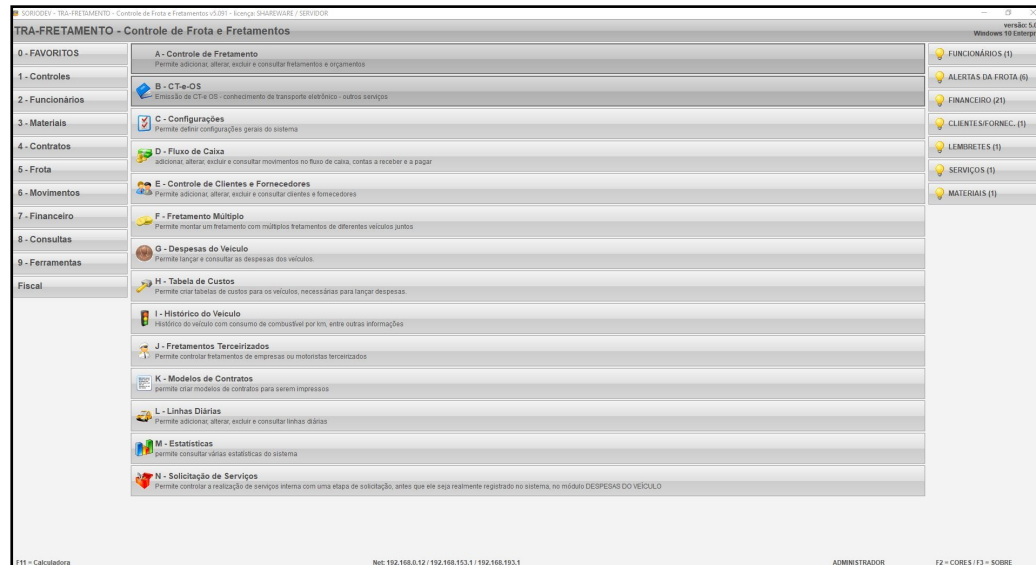 SORIODEV - TRA-FRETAMENTO - Controle de Frota e Fretamentos v5.091 - licença: SHAREWARE / SERVIDOR
TRA-FRETAMENTO - Controle de Frota e Fretamentos
versão: 5.0
Windows 10 Enterpr
0 - FAVORITOS
1 - Controles
2 - Funcionários
3 - Materiais
4 - Contratos
5 - Frota
6 - Movimentos
7 - Financeiro
8 - Consultas
9 - Ferramentas
Fiscal
A - Controle de Fretamento
Permite adicionar, alterar, excluir e consultar fretamentos e orçamentos
B - CT-e-OS
Emissão de CT-e OS - conhecimento de transporte eletrônico - outros serviços
C - Configurações
Permite definir configurações gerais do sistema
D - Fluxo de Caixa
adicionar, alterar, excluir e consultar movimentos no fluxo de caixa, contas a receber e a pagar
E - Controle de Clientes e Fornecedores
Permite adicionar, alterar, excluir e consultar clientes e fornecedores
F - Fretamento Múltiplo
Permite montar um fretamento com múltiplos fretamentos de diferentes veículos juntos
G - Despesas do Veículo
Permite lançar e consultar as despesas dos veículos.
H - Tabela de Custos
Permite criar tabelas de custos para os veículos, necessárias para lançar despesas.
I - Histórico do Veículo
Histórico do veículo com consumo de combustível por km, entre outras informações
J - Fretamentos Terceirizados
Permite controlar fretamentos de empresas ou motoristas terceirizados
K - Modelos de Contratos
permite criar modelos de contratos para serem impressos
L - Linhas Diárias
Permite adicionar, alterar, excluir e consultar linhas diárias
M - Estatísticas
permite consultar várias estatísticas do sistema
N - Solicitação de Serviços
Permite controlar a realização de serviços interna com uma etapa de solicitação, antes que ele seja realmente registrado no sistema, no módulo DESPESAS DO VEÍCULO
FUNCIONÁRIOS (1)
ALERTAS DA FROTA (6)
FINANCEIRO (21)
CLIENTES/FORNEC. (1)
LEMBRETES (1)
SERVIÇOS (1)
MATERIAIS (1)
F11 = Calculadora
Net: 192.168.0.12 / 192.168.153.1 / 192.168.193.1
ADMINISTRADOR
F2 = CORES / F3 = SOBRE